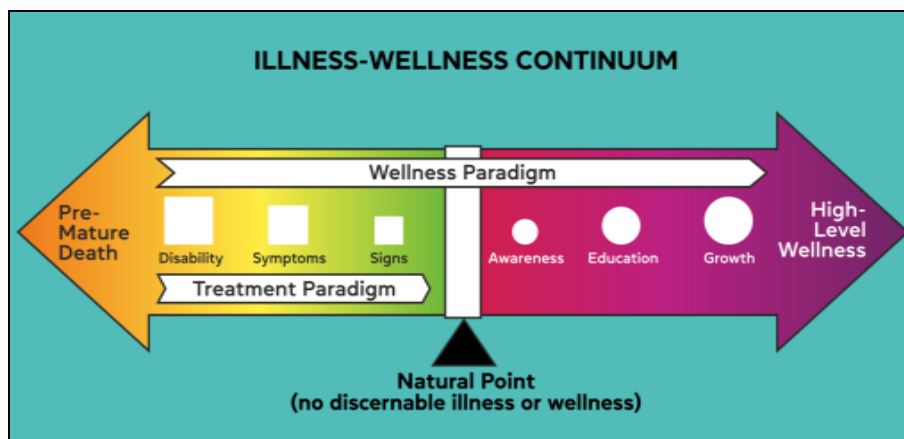 ILLNESS-WELLNESS CONTINUUM
Wellness Paradigm
Pre-
Mature
Death
Disability
Symptoms
Signs
Awareness
Education
Growth
High-
Level
Wellness
Treatment Paradigm
Natural Point
(no discernable illness or wellness)